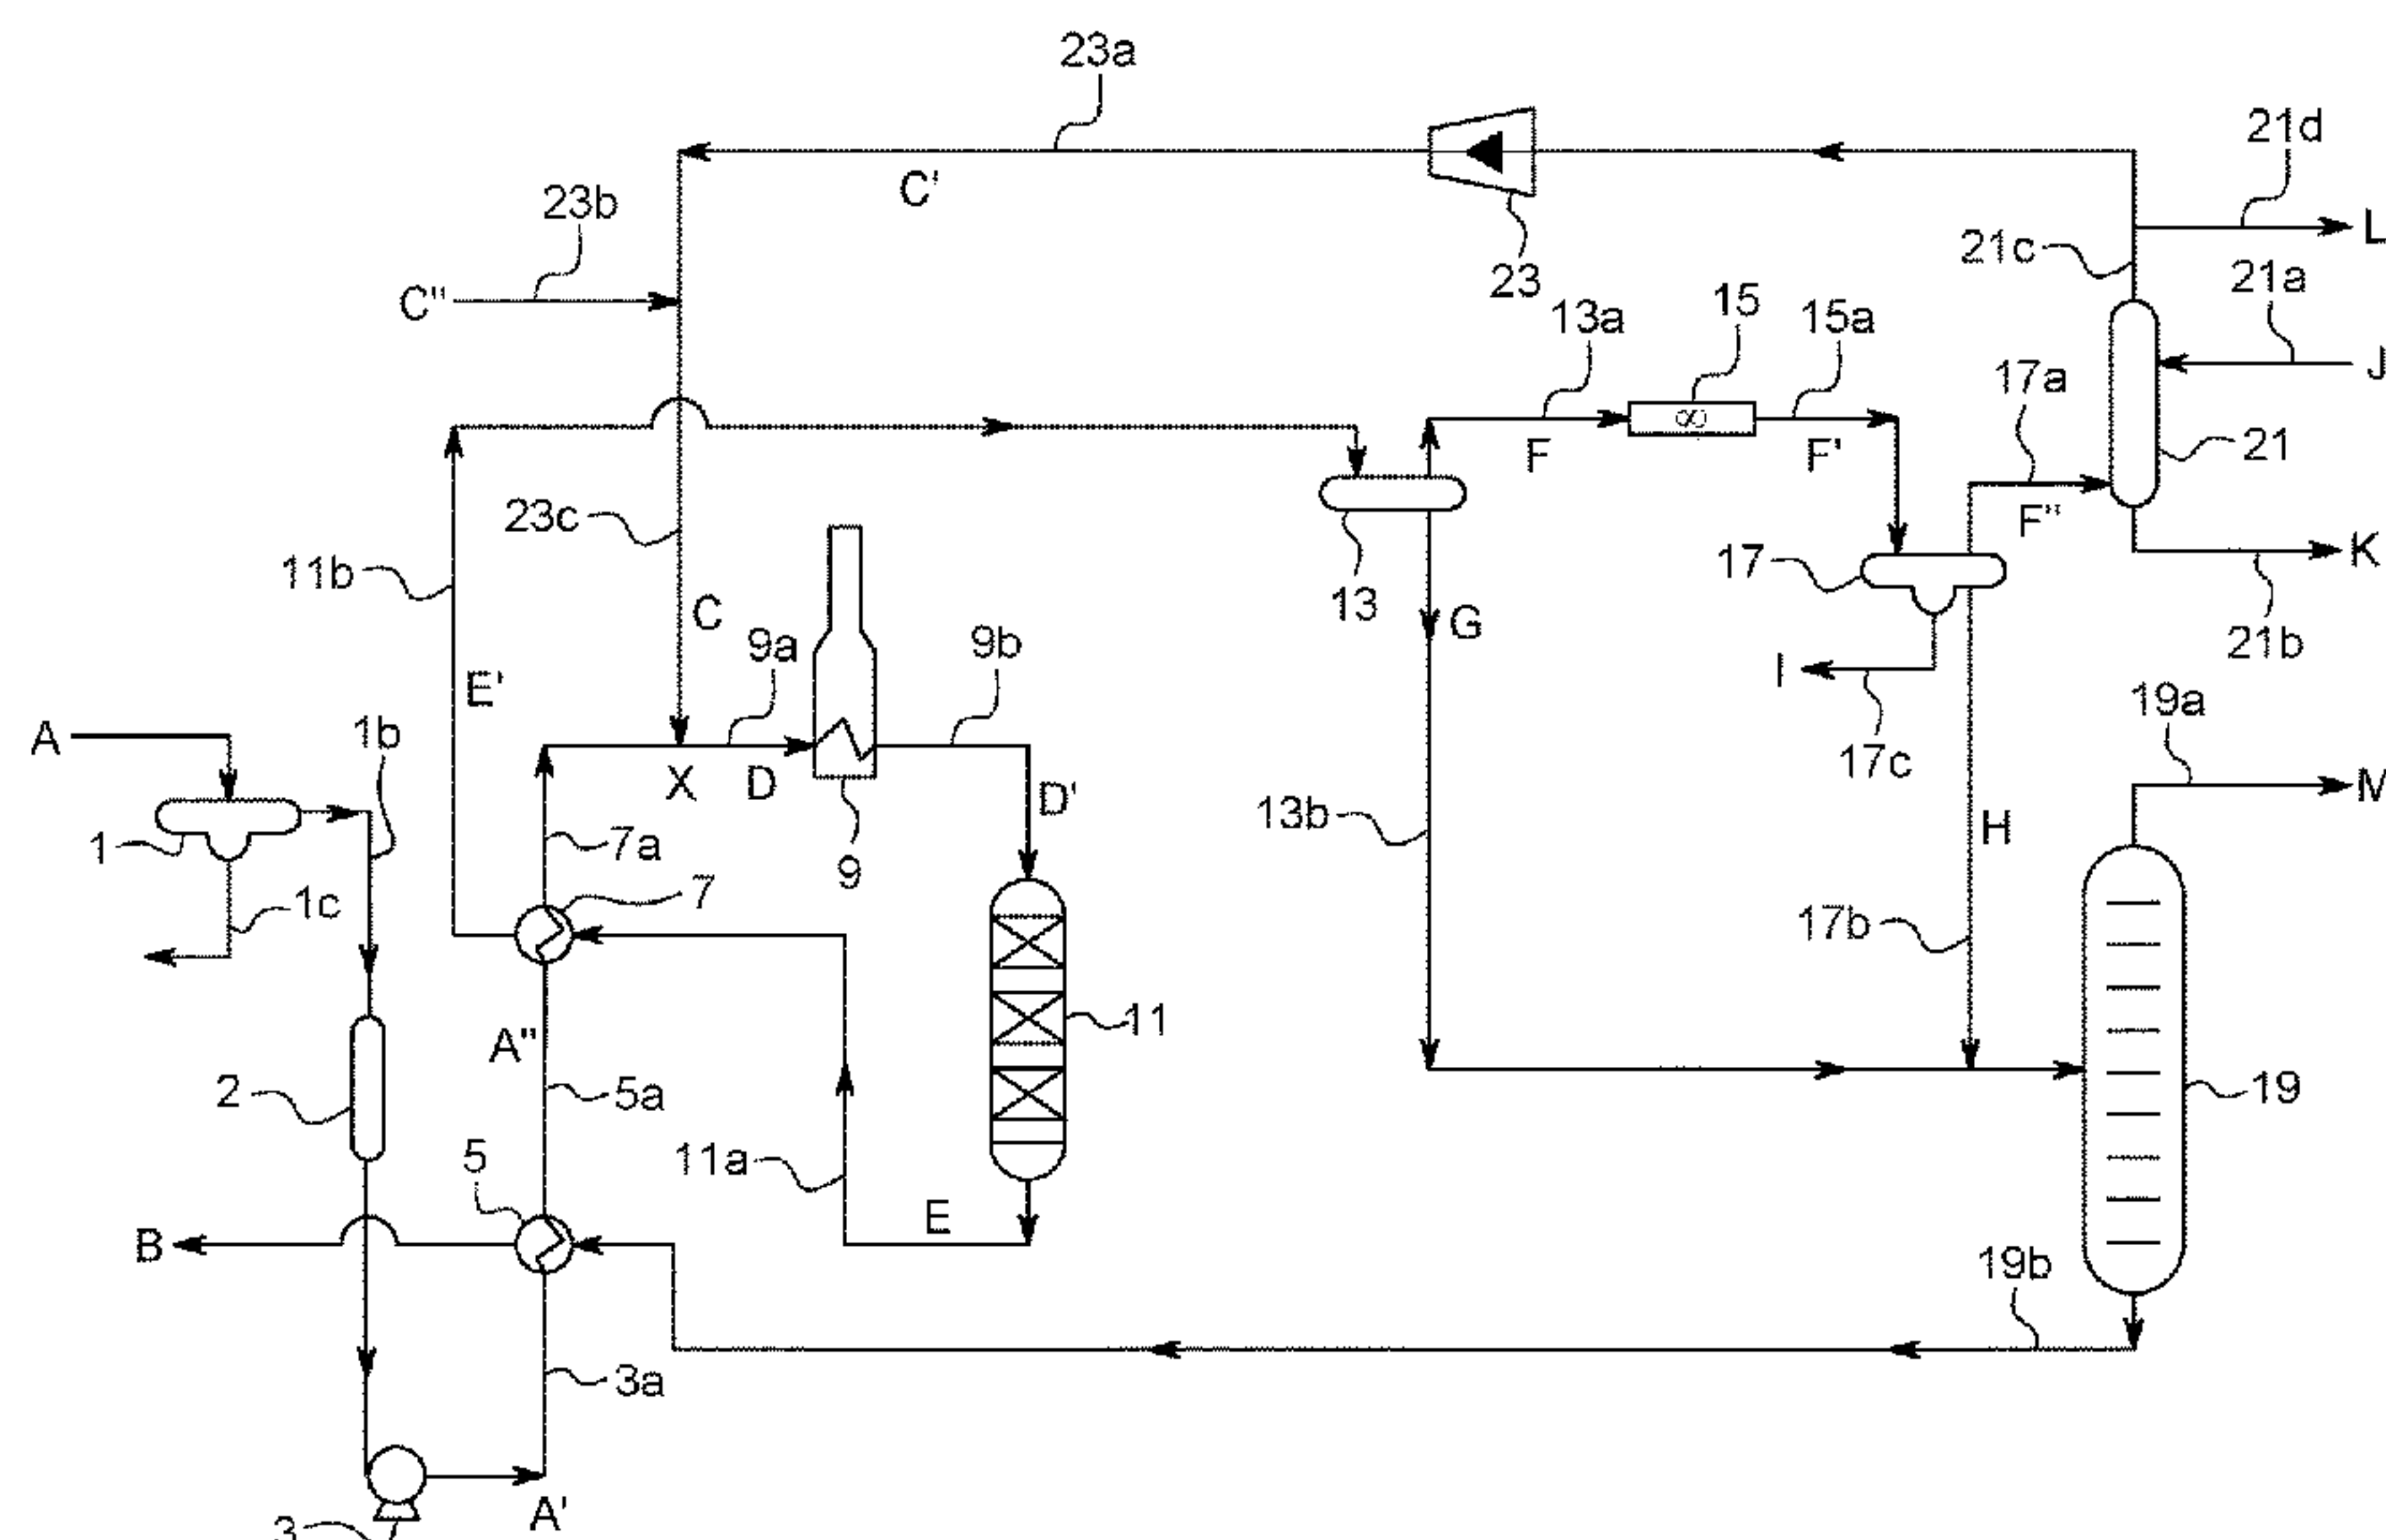 23a
21d
23b
C'
L
21c
23
21a
C"
15
13a
15a
J
17a
∞
21
F
F'
23c
F"
11b
17
K
13
C
G
9a
9b
21b
I
E'
19a
1b
A
17c
X
D
D'
M
13b
1
7a
H
9
7
1c
17b
A"
11
5a
2
19
5
11a
E
B
19b
3a
A'
3